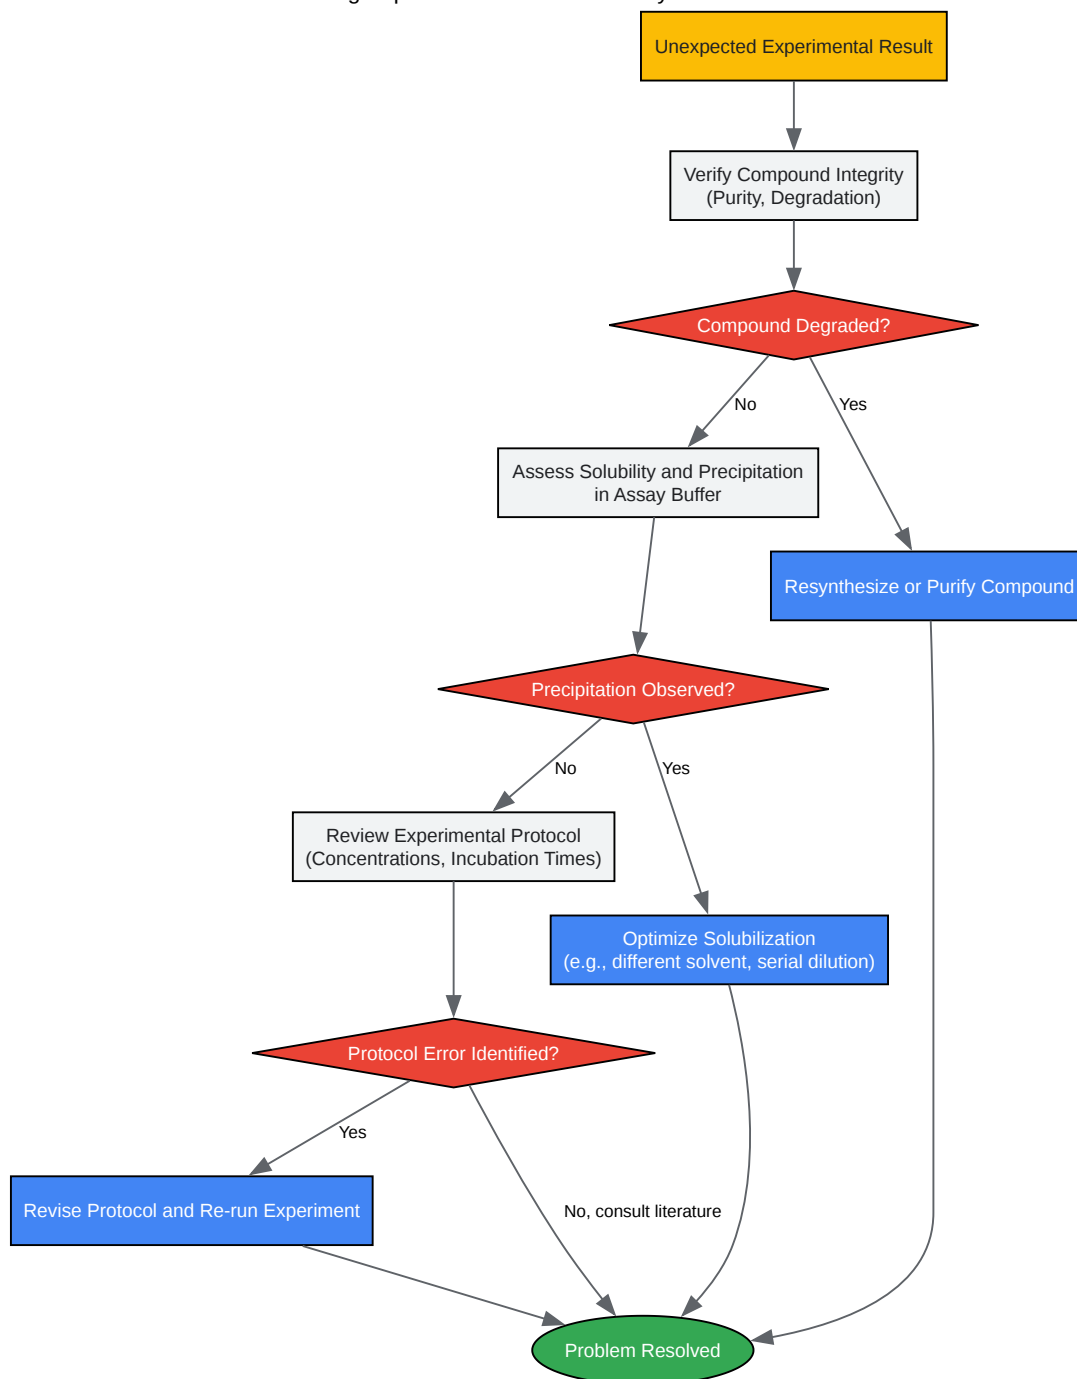 Unexpected Experimental Result
Verify Compound Integrity
(Purity, Degradation)
Compound Degraded?
No
Yes
Assess Solubility and Precipitation
in Assay Buffer
Resynthesize or Purify Compound
Precipitation Observed?
No
Yes
Review Experimental Protocol
(Concentrations, Incubation Times)
Optimize Solubilization
(e.g., different solvent, serial dilution)
Protocol Error Identified?
Yes
Revise Protocol and Re-run Experiment
No, consult literature
Problem Resolved